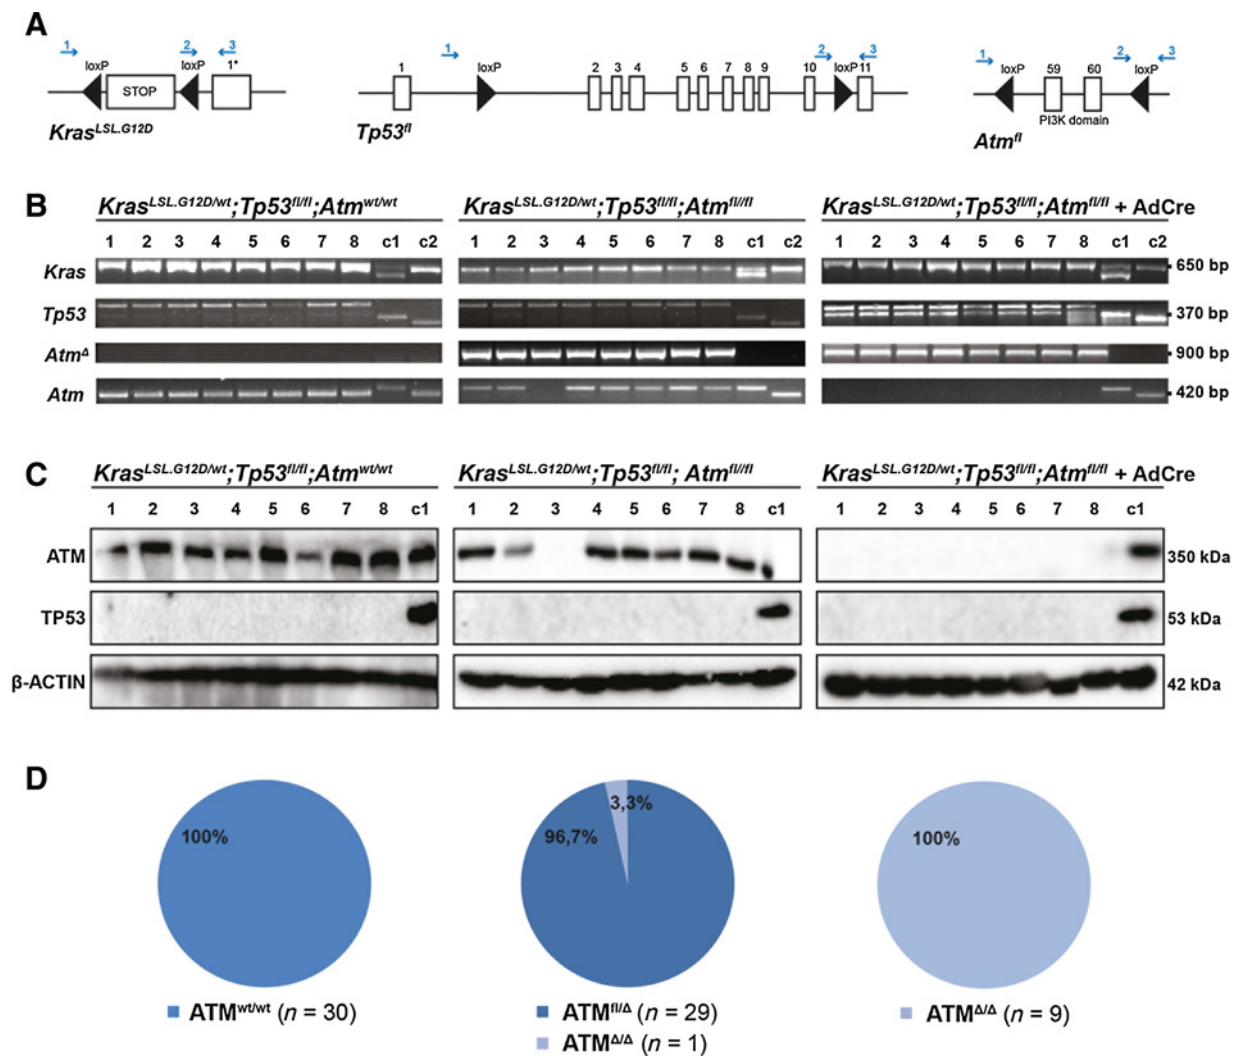 A
1 2 3 1 2 3 1 2 3
loxP loxP 1* 1 loxP 2 3 4 5 6 7 8 9 10 loxP 11 loxP 59 60 loxP
STOP
PI3K domain
Kras^LSL.G12D Tp53^fl Atm^fl
B
Kras^LSL.G12D/wt;Tp53^fl/fl;Atm^wt/wt Kras^LSL.G12D/wt;Tp53^fl/fl;Atm^fl//fl Kras^LSL.G12D/wt;Tp53^fl/fl;Atm^fl/fl + AdCre
1 2 3 4 5 6 7 8 c1 c2 1 2 3 4 5 6 7 8 c1 c2 1 2 3 4 5 6 7 8 c1 c2
Kras 650 bp
Tp53 370 bp
Atm^Δ 900 bp
Atm 420 bp
C
Kras^LSL.G12D/wt;Tp53^fl/fl;Atm^wt/wt Kras^LSL.G12D/wt;Tp53^fl/fl; Atm^fl//fl Kras^LSL.G12D/wt;Tp53^fl/fl;Atm^fl/fl + AdCre
1 2 3 4 5 6 7 8 c1 1 2 3 4 5 6 7 8 c1 1 2 3 4 5 6 7 8 c1
ATM 350 kDa
TP53 53 kDa
β-ACTIN 42 kDa
D
100% 96,7% 3,3% 100%
ATM^wt/wt (n = 30) ATM^fl/Δ (n = 29) ATM^Δ/Δ (n = 9)
ATM^Δ/Δ (n = 1)